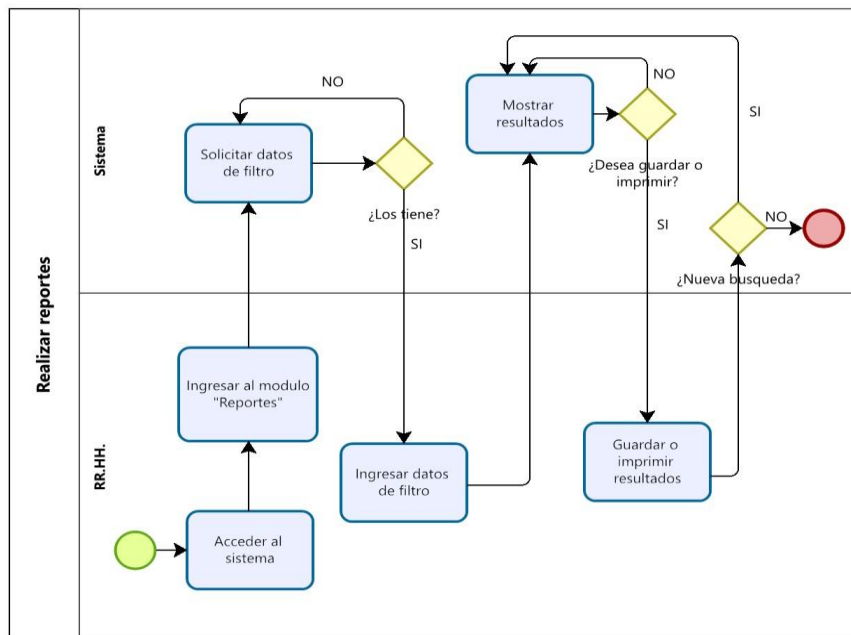 Realizar reportes
Sistema
Solicitar datos
de filtro
NO
¿Los tiene?
SI
Mostrar
resultados
NO
¿Desea guardar o
imprimir?
SI
SI
NO
¿Nueva busqueda?
RR.HH.
Ingresar al modulo
"Reportes"
Acceder al
sistema
Ingresar datos
de filtro
Guardar o
imprimir
resultados